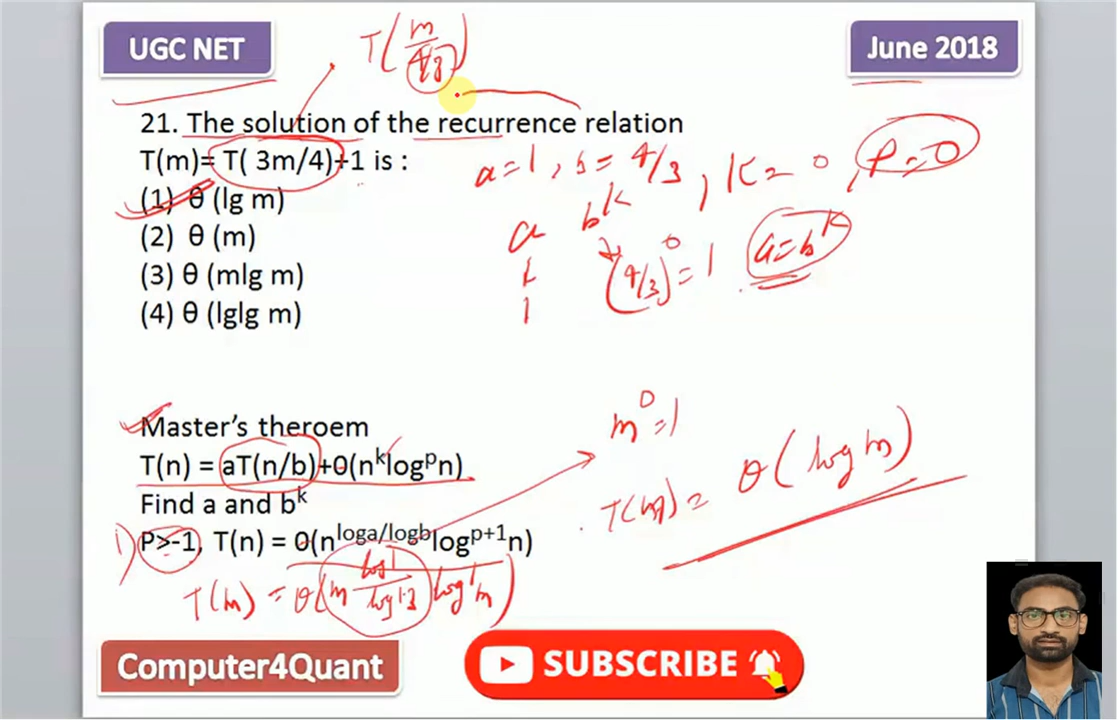 UGC NET
June 2018
T(m/4/3)
21. The solution of the recurrence relation
T(m)= T( 3m/4)+1 is :
(1) θ (lg m)
(2) θ (m)
(3) θ (mlg m)
(4) θ (lglg m)
a=1, b= 4/3, K= 0, P=0
a b^k
1 (4/3)^0 = 1 a=b^k
1
Master's theroem
T(n) = aT(n/b)+θ(n^k log^p n)
Find a and b^k
i) P>-1, T(n) = θ(n^loga/logb log^p+1 n)
m^0 =1
T(m) = θ(log m)
T(m) = θ(m log1/log1.3 log^1 m)
Computer4Quant
SUBSCRIBE